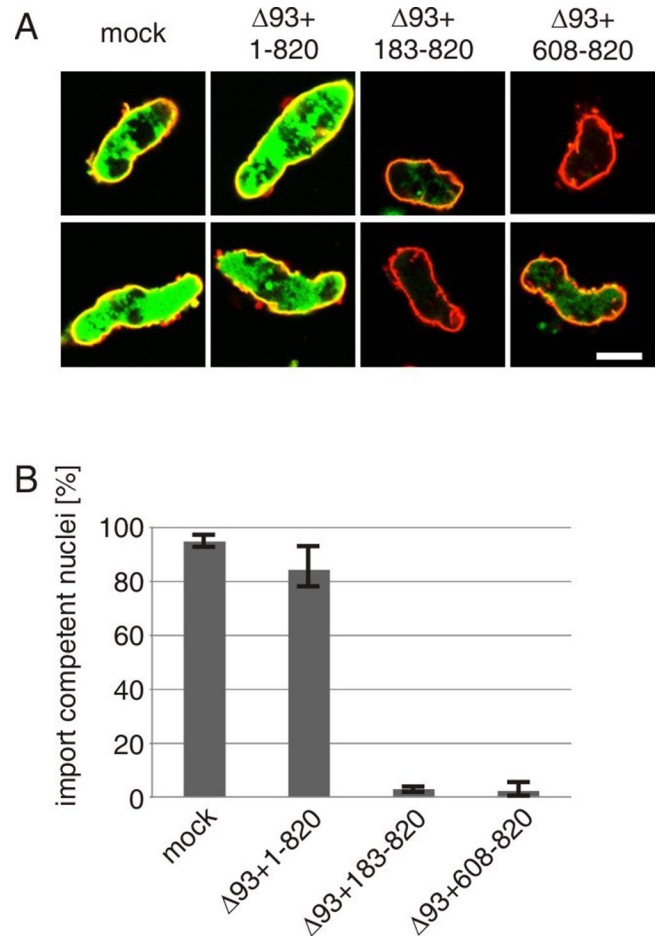 A
mock
Δ93+
1-820
Δ93+
183-820
Δ93+
608-820
B
import competent nuclei [%]
100
80
60
40
20
0
mock
Δ93+1-820
Δ93+183-820
Δ93+608-820